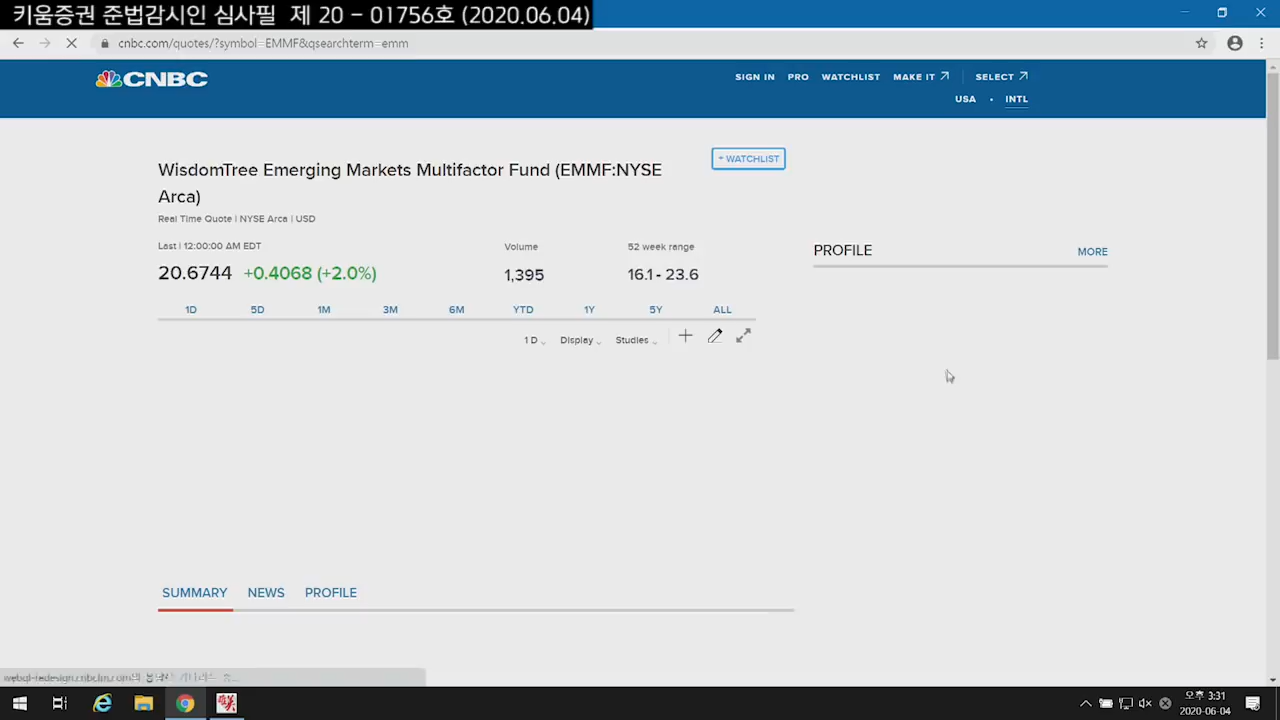 키움증권 준법감시인 심사필 제 20 - 01756호 (2020.06.04)
cnbc.com/quotes/?symbol=EMMF&qsearchterm=emm
CNBC
SIGN IN PRO WATCHLIST MAKE IT SELECT
USA • INTL
WisdomTree Emerging Markets Multifactor Fund (EMMF:NYSE
Arca)
+ WATCHLIST
Real Time Quote | NYSE Arca | USD
Last | 12:00:00 AM EDT
Volume
52 week range
20.6744 +0.4068 (+2.0%)
1,395
16.1 - 23.6
PROFILE
MORE
1D 5D 1M 3M 6M YTD 1Y 5Y ALL
1 D Display Studies
SUMMARY NEWS PROFILE
오후 3:31
2020-06-04